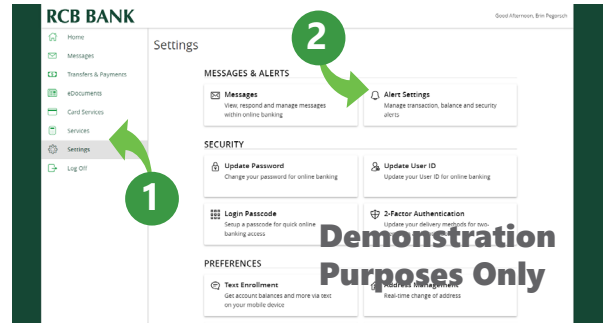 RCB BANK
Good Afternoon, Erin Pagorsch
Home
Messages
Transfers & Payments
eDocuments
Card Services
Services
Settings
Log Off
1
Settings
2
MESSAGES & ALERTS
Messages
View, respond and manage messages
within online banking
Alert Settings
Manage transaction, balance and security
alerts
SECURITY
Update Password
Change your password for online banking
Update User ID
Update your User ID for online banking
Login Passcode
Setup a passcode for quick online
banking access
2-Factor Authentication
Update your delivery methods for two-
PREFERENCES
Text Enrollment
Get account balances and more via text
on your mobile device
Address Management
Real-time change of address
Demonstration
Purposes Only